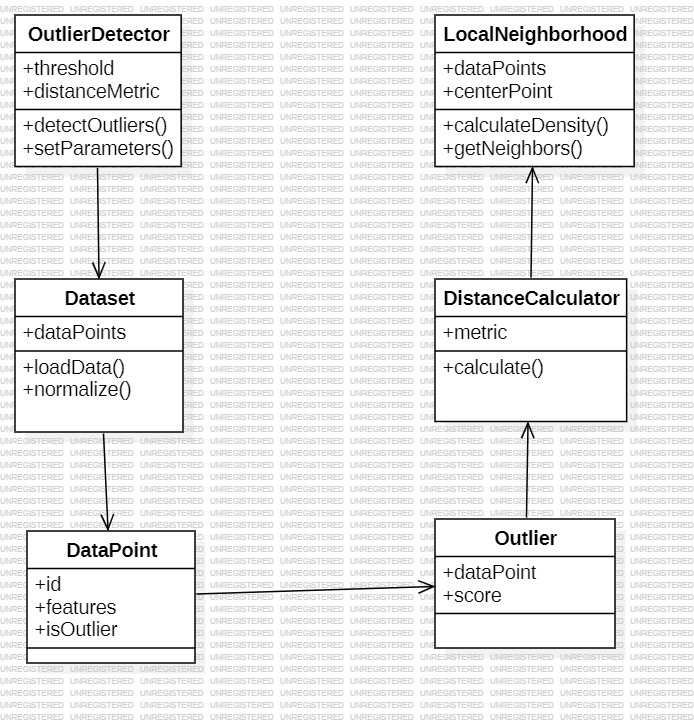 OutlierDetector
+threshold
+distanceMetric
+detectOutliers()
+setParameters()
LocalNeighborhood
+dataPoints
+centerPoint
+calculateDensity()
+getNeighbors()
Dataset
+dataPoints
+loadData()
+normalize()
DistanceCalculator
+metric
+calculate()
DataPoint
+id
+features
+isOutlier
Outlier
+dataPoint
+score
UNREGISTERED